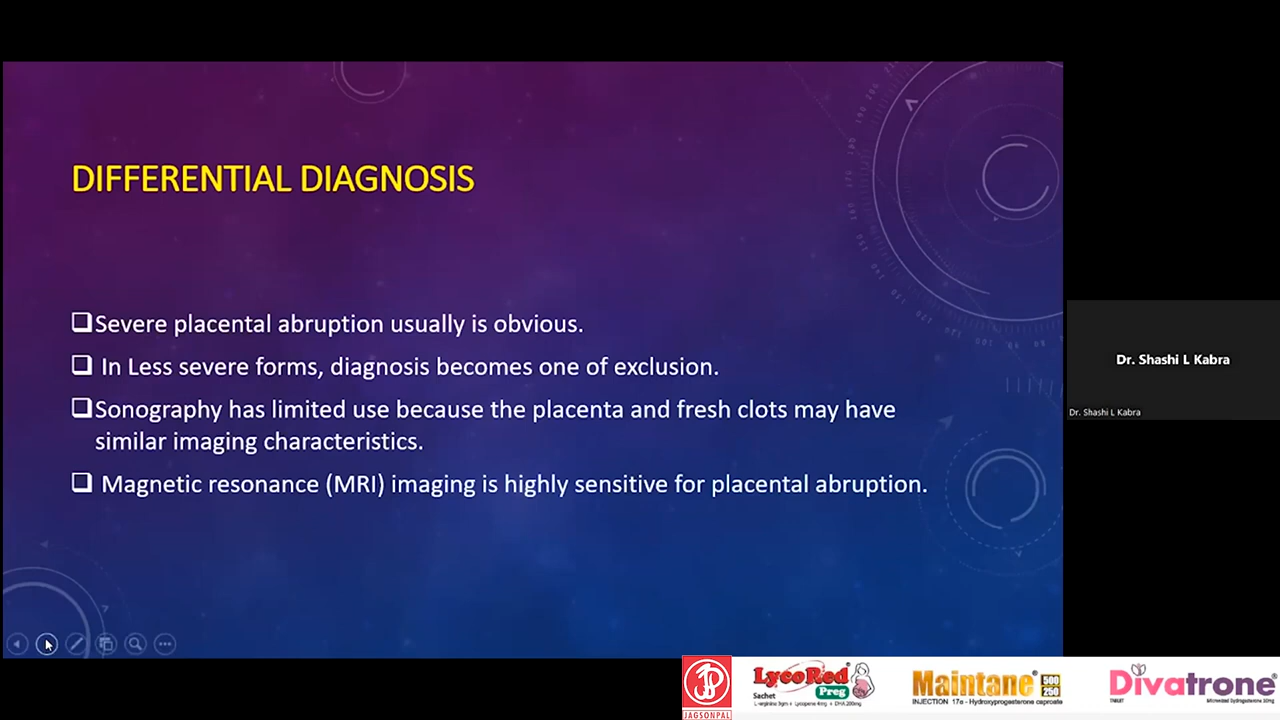 DIFFERENTIAL DIAGNOSIS
❑Severe placental abruption usually is obvious.
❑ In Less severe forms, diagnosis becomes one of exclusion.
❑Sonography has limited use because the placenta and fresh clots may have
similar imaging characteristics.
❑ Magnetic resonance (MRI) imaging is highly sensitive for placental abruption.
Dr. Shashi L Kabra
Dr. Shashi L Kabra
JAGSONPAL
LycoRed
Preg
Sachet
L-arginine 3gm + Lycopene 4mg + DHA 200mg
Maintane 500
250
INJECTION 17α - Hydroxyprogesterone caproate
Divatrone
TABLET